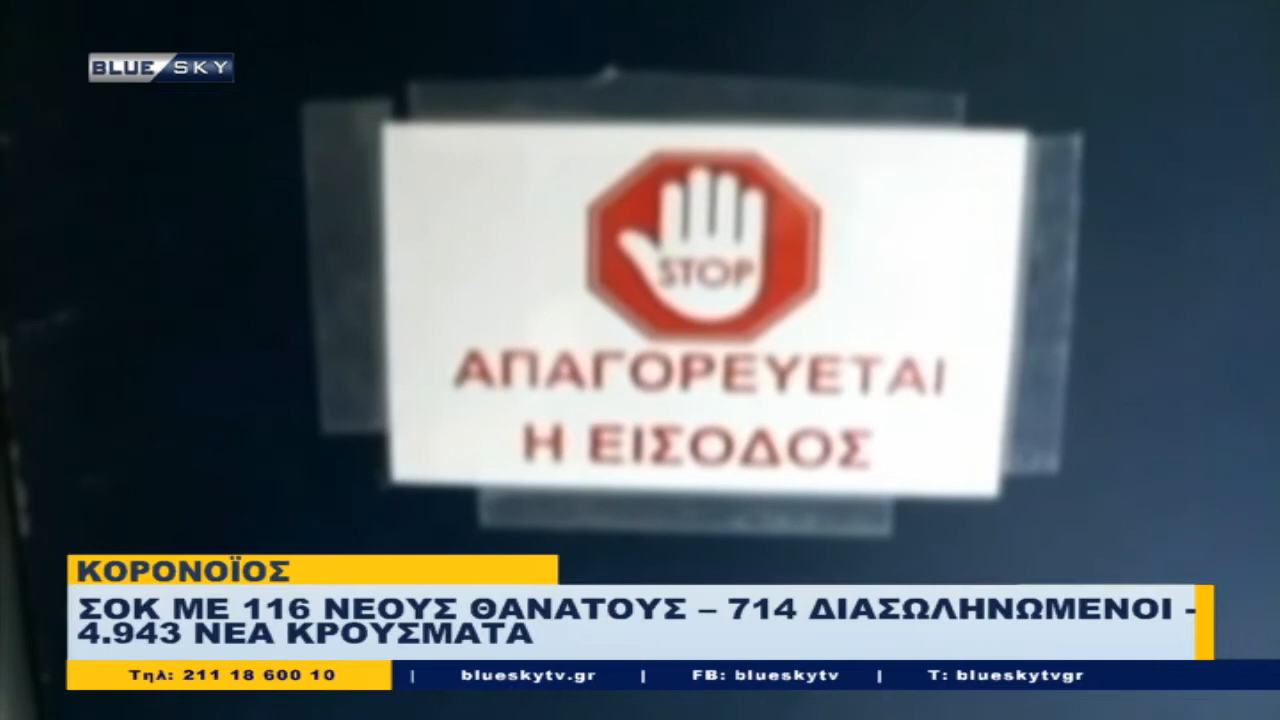 BLUE SKY
STOP
ΑΠΑΓΟΡΕΥΕΤΑΙ
Η ΕΙΣΟΔΟΣ
ΚΟΡΟΝΟΪΟΣ
ΣΟΚ ΜΕ 116 ΝΕΟΥΣ ΘΑΝΑΤΟΥΣ – 714 ΔΙΑΣΩΛΗΝΩΜΕΝΟΙ -
4.943 ΝΕΑ ΚΡΟΥΣΜΑΤΑ
Τηλ: 211 18 600 10 | blueskytv.gr | FB: blueskytv | T: blueskytvgr